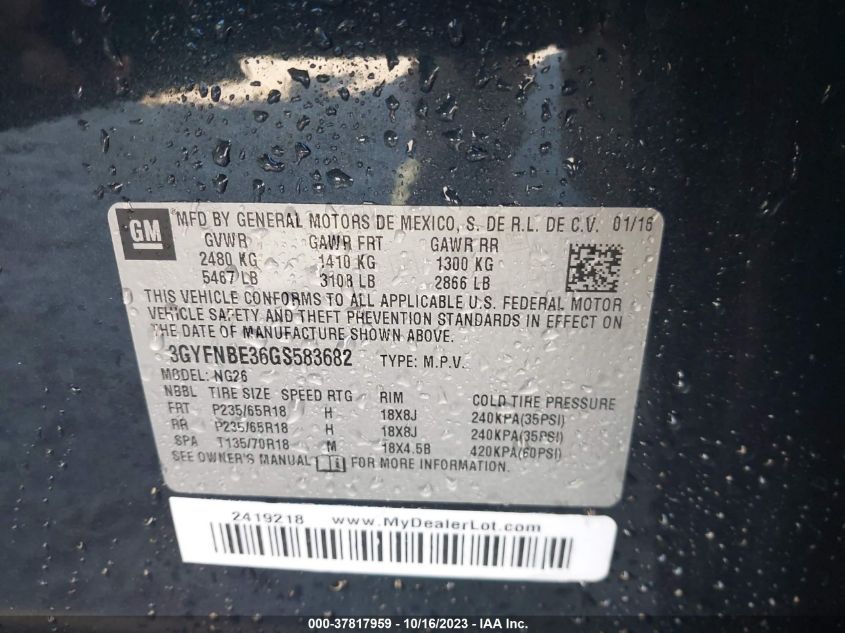 GM MFD BY GENERAL MOTORS DE MEXICO, S. DE R.L. DE C.V. 01/16
GVWR GAWR FRT GAWR RR
2480 KG 1410 KG 1300 KG
5467 LB 3108 LB 2866 LB
THIS VEHICLE CONFORMS TO ALL APPLICABLE U.S. FEDERAL MOTOR
VEHICLE SAFETY AND THEFT PREVENTION STANDARDS IN EFFECT ON
THE DATE OF MANUFACTURE SHOWN ABOVE.
3GYFNBE36GS583682 TYPE: M.P.V.
MODEL: NG26
NBBL TIRE SIZE SPEED RTG RIM COLD TIRE PRESSURE
FRT P235/65R18 H 18X8J 240KPA(35PSI)
RR P235/65R18 H 18X8J 240KPA(35PSI)
SPA T135/70R18 M 18X4.5B 420KPA(60PSI)
SEE OWNER'S MANUAL FOR MORE INFORMATION.
2419218 www.MyDealerLot.com
000-37817959 - 10/16/2023 - IAA Inc.